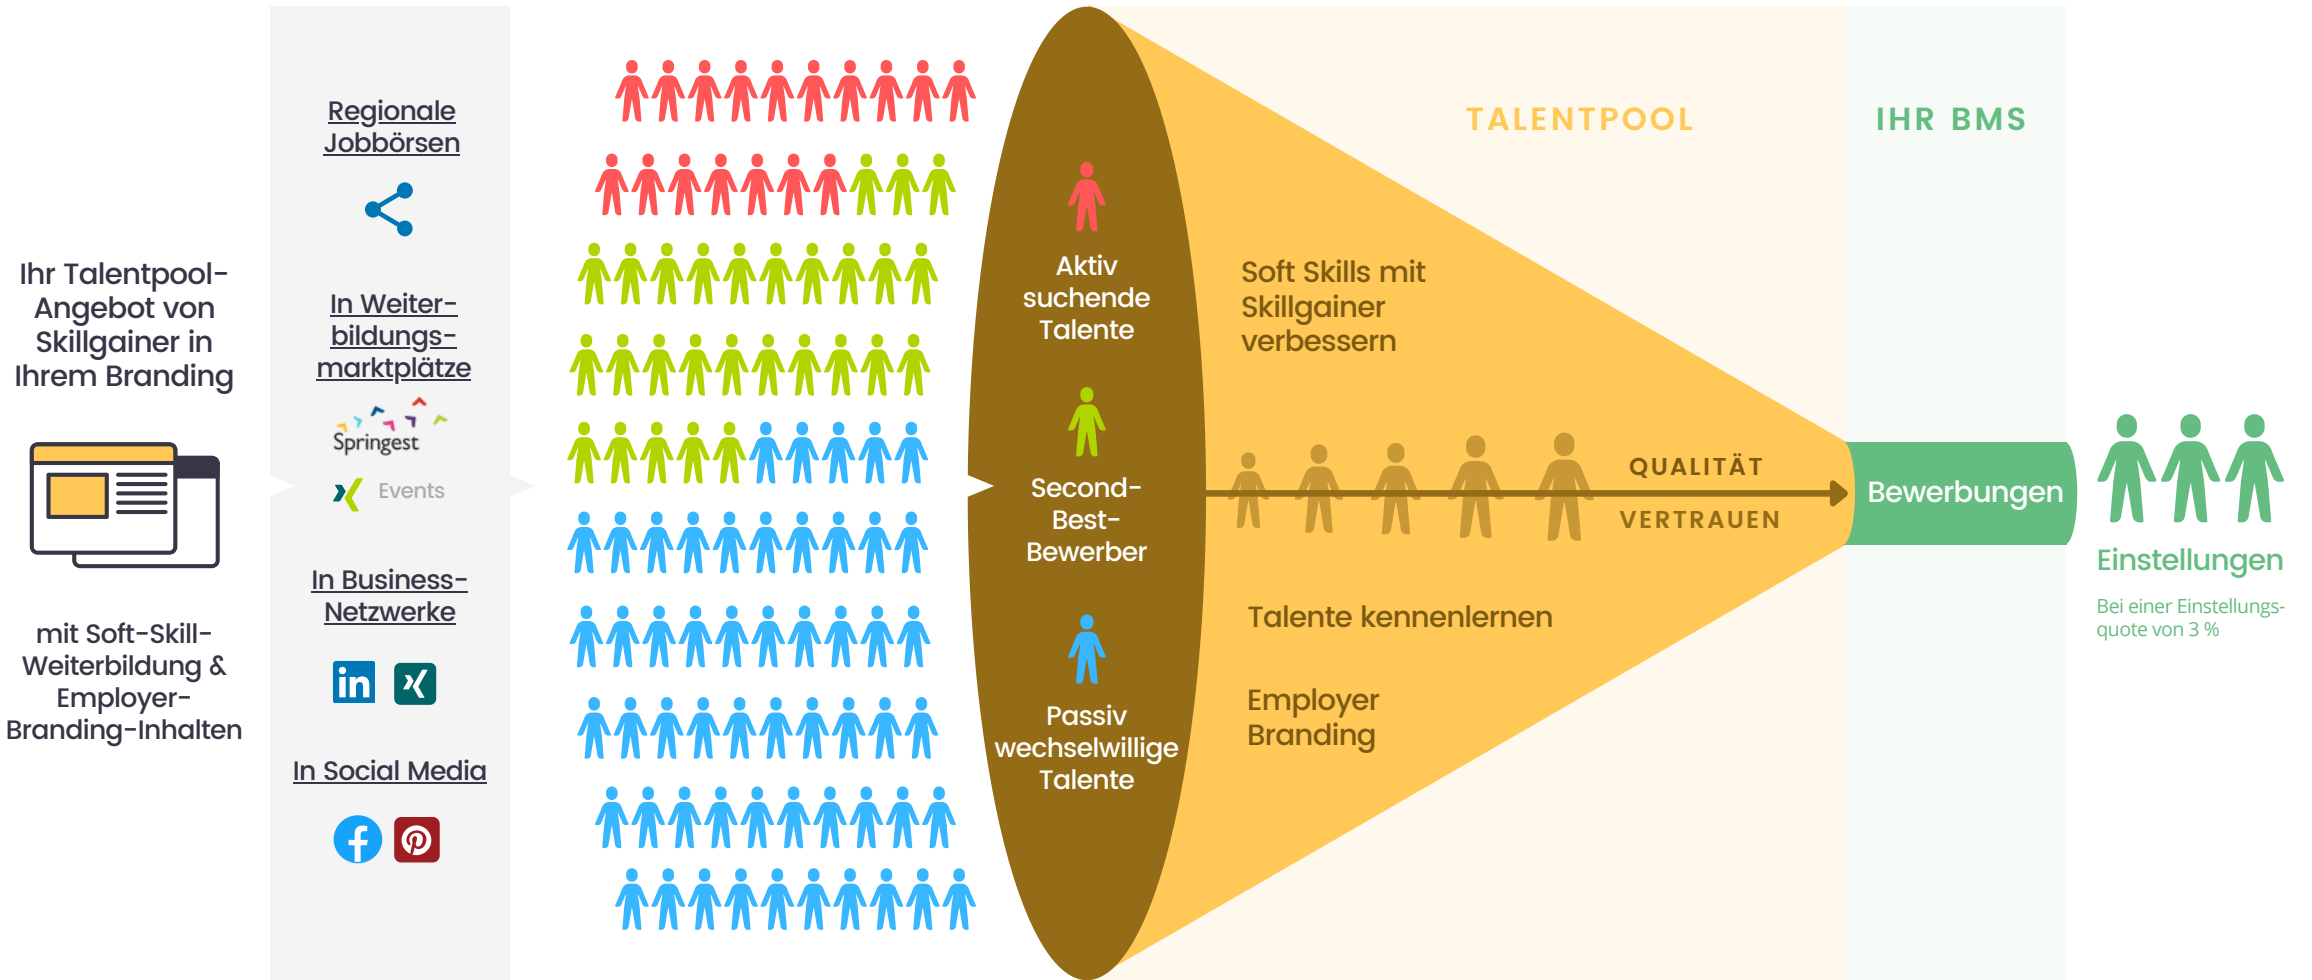 Ihr Talentpool-
Angebot von
Skillgainer in
Ihrem Branding
mit Soft-Skill-
Weiterbildung &
Employer-
Branding-Inhalten
Regionale
Jobbörsen
In Weiter-
bildungs-
marktplätze
Springest
Events
In Business-
Netzwerke
in
In Social Media
Aktiv
suchende
Talente
Second-
Best-
Bewerber
Passiv
wechselwillige
Talente
TALENTPOOL
Soft Skills mit
Skillgainer
verbessern
QUALITÄT
VERTRAUEN
Talente kennenlernen
Employer
Branding
IHR BMS
Bewerbungen
Einstellungen
Bei einer Einstellungs-
quote von 3 %